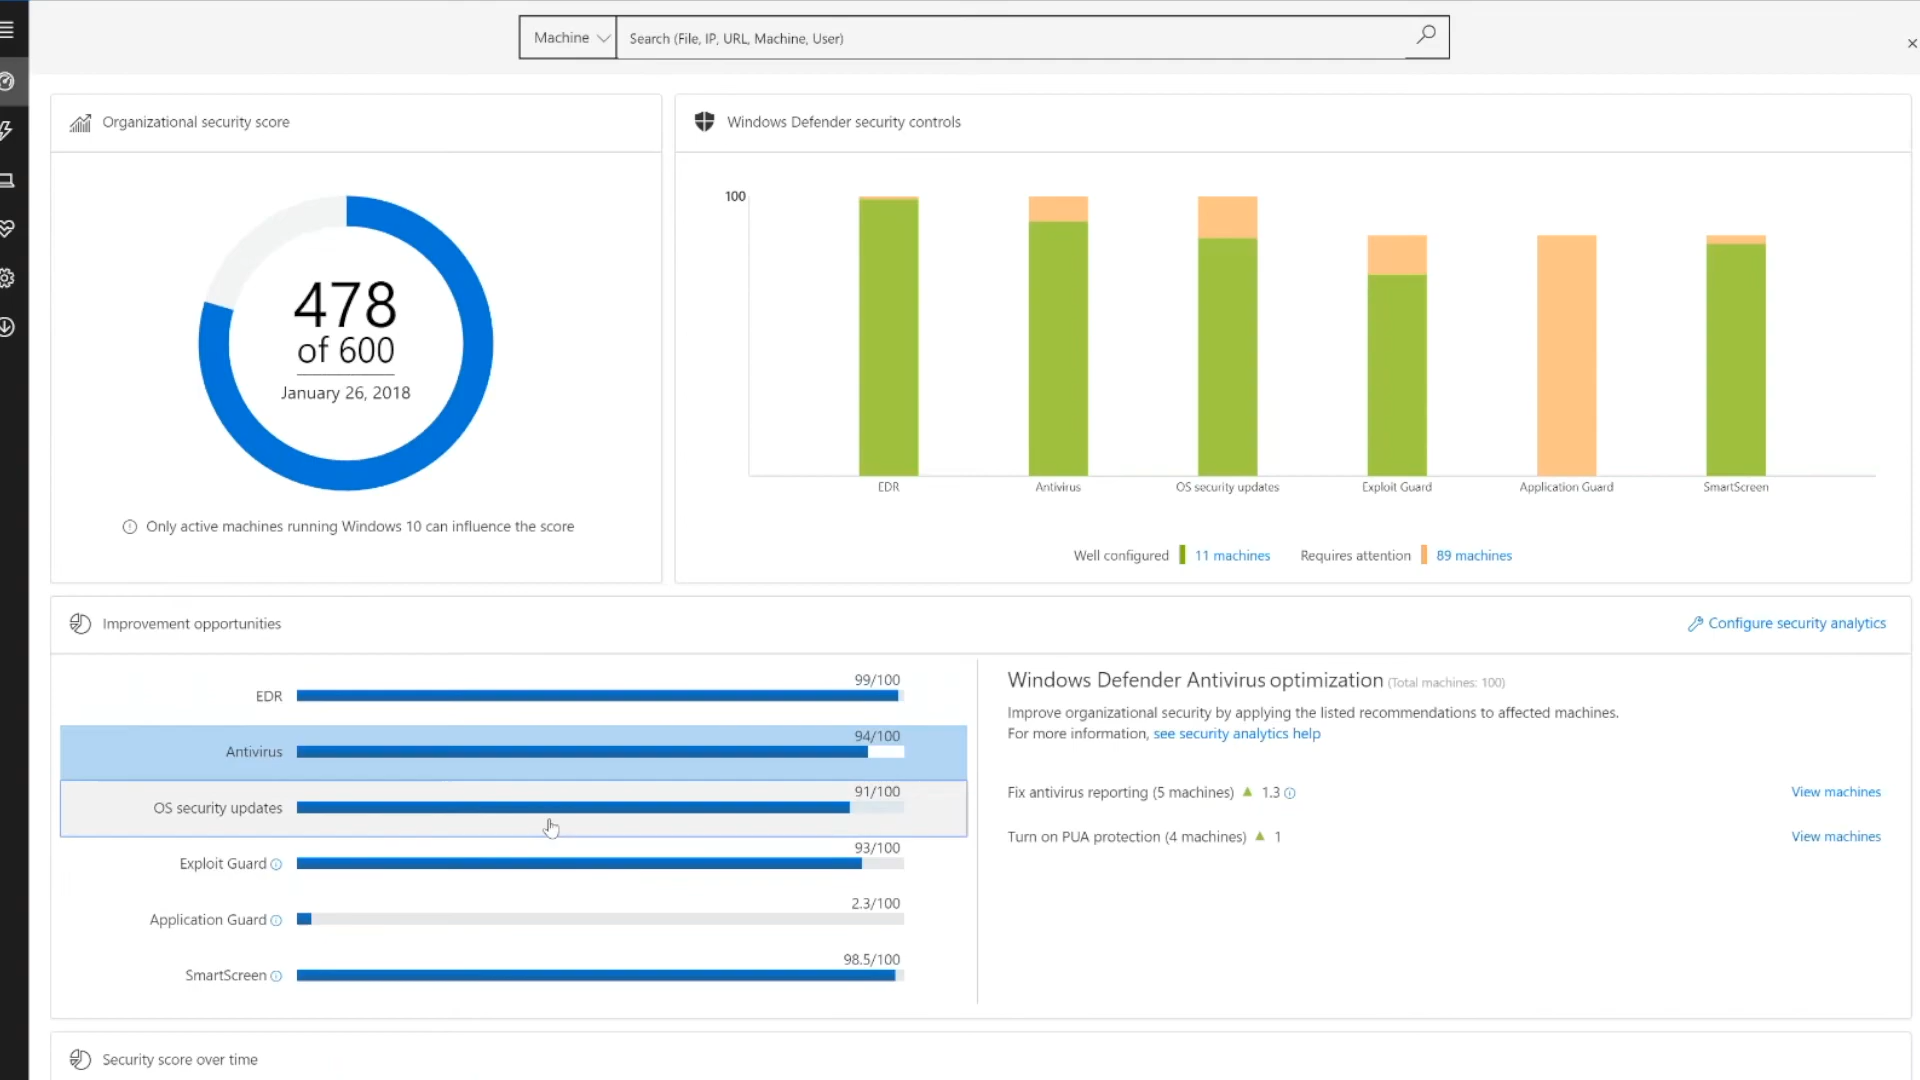 Machine
Search (File, IP, URL, Machine, User)
Organizational security score
478
of 600
January 26, 2018
Only active machines running Windows 10 can influence the score
Windows Defender security controls
100
EDR
Antivirus
OS security updates
Exploit Guard
Application Guard
SmartScreen
Well configured 11 machines Requires attention 89 machines
Improvement opportunities
Configure security analytics
EDR 99/100
Antivirus 94/100
OS security updates 91/100
Exploit Guard 93/100
Application Guard 2.3/100
SmartScreen 98.5/100
Windows Defender Antivirus optimization (Total machines: 100)
Improve organizational security by applying the listed recommendations to affected machines.
For more information, see security analytics help
Fix antivirus reporting (5 machines) 1.3 View machines
Turn on PUA protection (4 machines) 1 View machines
Security score over time